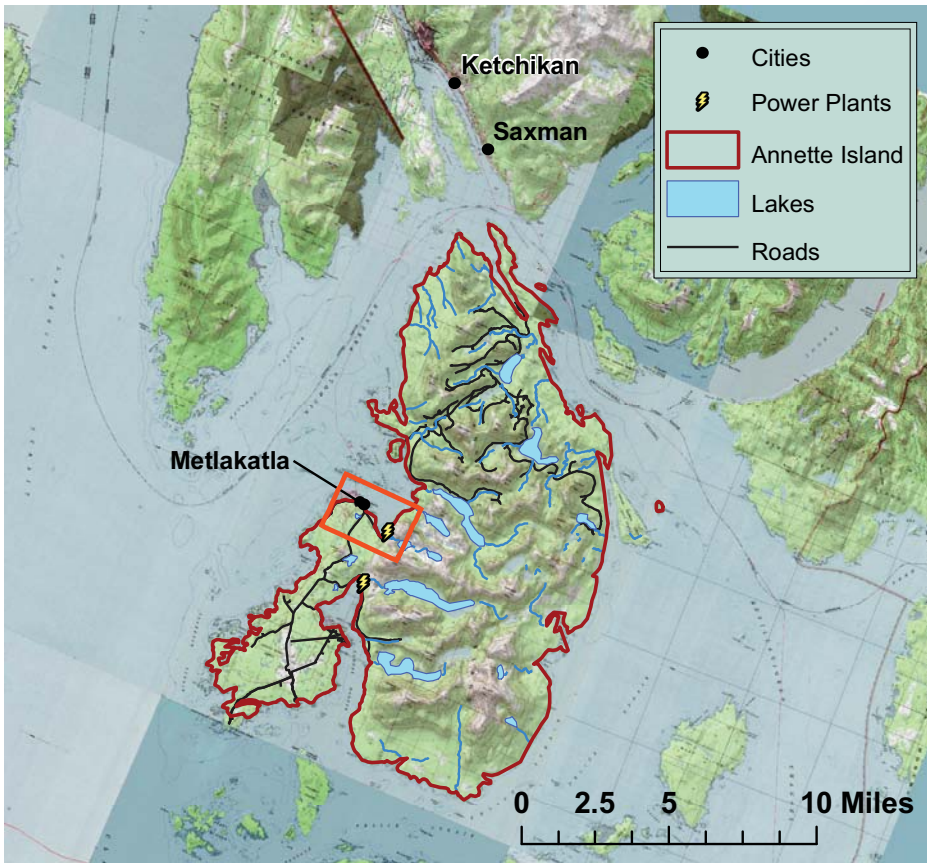 Ketchikan
Saxman
Metlakatla
Cities
Power Plants
Annette Island
Lakes
Roads
0 2.5 5 10 Miles